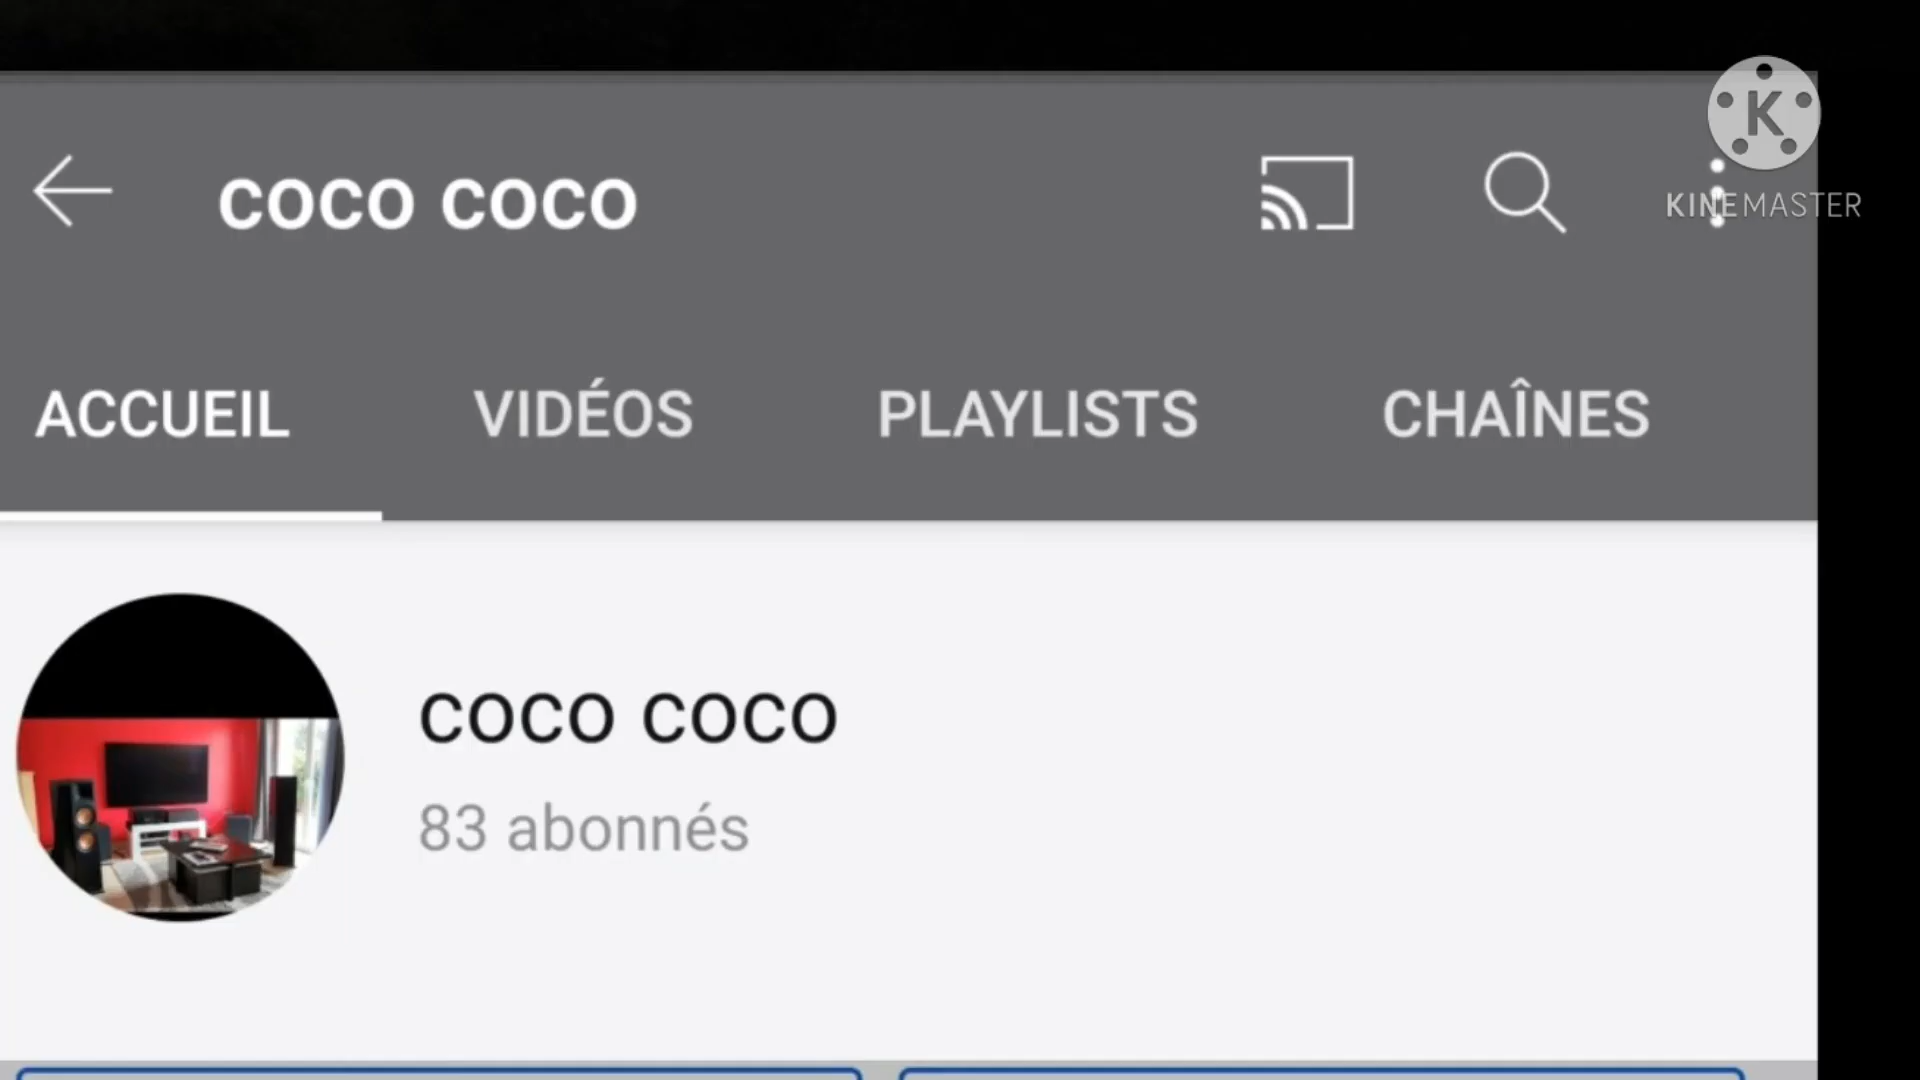 K
KINEMASTER
coco coco
ACCUEIL VIDÉOS PLAYLISTS CHAÎNES
coco coco
83 abonnés